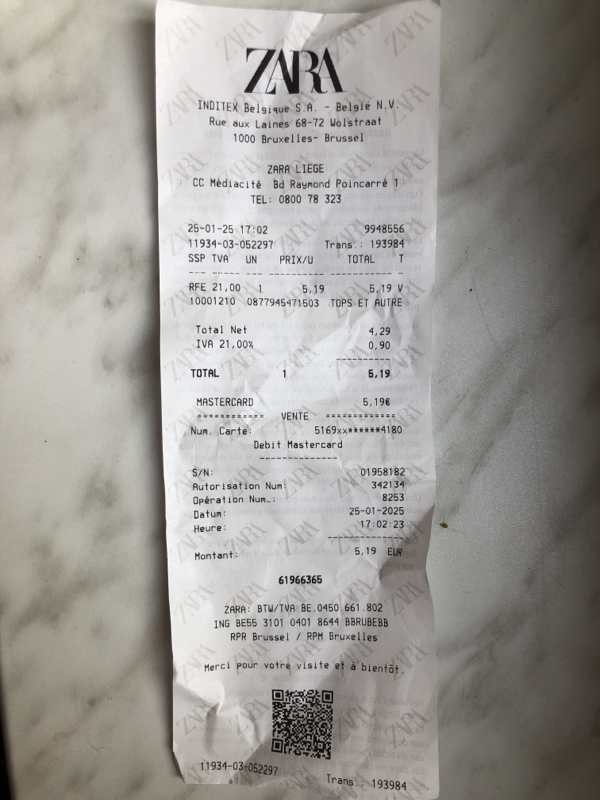 ZARA
INDITEX Belgique S.A. - België N.V.
Rue aux Laines 68-72 Wolstraat
1000 Bruxelles- Brussel
ZARA LIEGE
CC Médiacité Bd Raymond Poincarré 1
TEL: 0800 78 323
25-01-25 17:02 9948556
11934-03-052297 Trans.: 193984
SSP TVA UN PRIX/U TOTAL T
--- ----- --- ---------- ---------- -
RFE 21,00 1 5,19 5,19 V
10001210 0877945471503 TOPS ET AUTRE
Total Net 4,29
IVA 21,00% 0,90
----------
TOTAL 1 5,19
MASTERCARD 5,19€
============ VENTE ============
Num. Carte: 5169xx******4180
Debit Mastercard
--------------
S/N: 01958182
Autorisation Num: 342134
Opération Num.: 8253
Datum: 25-01-2025
Heure: 17:02:23
--------------
Montant: 5,19 EUR
61966365
ZARA: BTW/TVA BE.0450.661.802
ING BE55 3101 0401 8644 BBRUBEBB
RPR Brussel / RPM Bruxelles
Merci pour votre visite et à bientôt.
11934-03-052297 Trans.: 193984